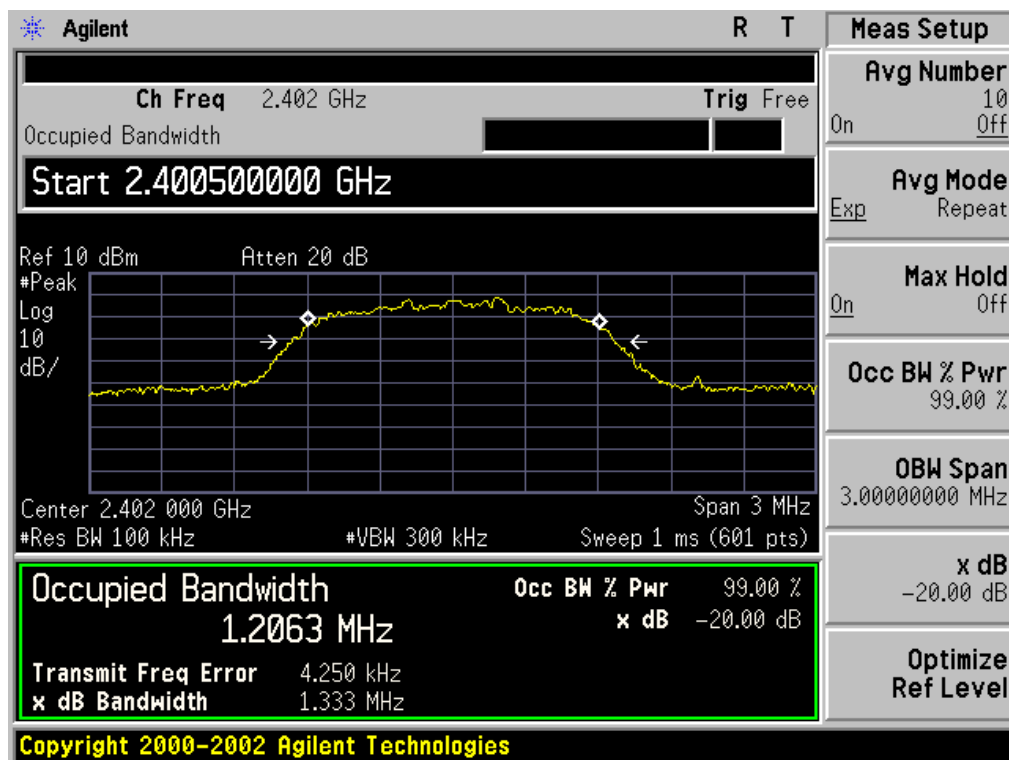 Agilent R T
Ch Freq 2.402 GHz Trig Free
Occupied Bandwidth
Start 2.400500000 GHz
Ref 10 dBm Atten 20 dB
#Peak
Log
10
dB/
Center 2.402 000 GHz Span 3 MHz
#Res BW 100 kHz #VBW 300 kHz Sweep 1 ms (601 pts)
Occupied Bandwidth
1.2063 MHz
Occ BW % Pwr 99.00 %
x dB -20.00 dB
Transmit Freq Error 4.250 kHz
x dB Bandwidth 1.333 MHz
Copyright 2000-2002 Agilent Technologies
Meas Setup
Avg Number
10
On Off
Avg Mode
Exp Repeat
Max Hold
On Off
Occ BW % Pwr
99.00 %
OBW Span
3.00000000 MHz
x dB
-20.00 dB
Optimize
Ref Level